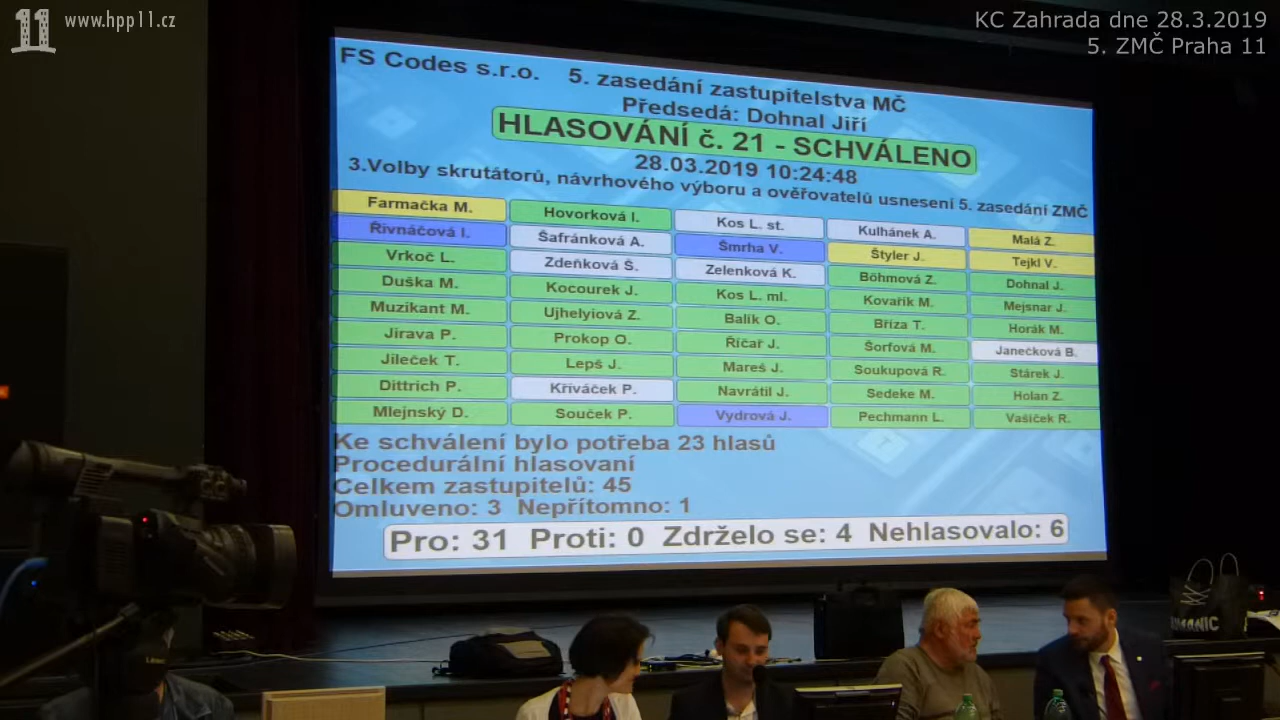 11 www.hpp11.cz
KC Zahrada dne 28.3.2019
5. ZMČ Praha 11
FS Codes s.r.o. 5. zasedání zastupitelstva MČ
Předsedá: Dohnal Jiří
HLASOVÁNÍ č. 21 - SCHVÁLENO
28.03.2019 10:24:48
3.Volby skrutátorů, návrhového výboru a ověřovatelů usnesení 5. zasedání ZMČ
Farmačka M. Hovorková I. Kos L. st. Kulhánek A. Malá Z.
Řivnáčová I. Šafránková A. Šmrha V. Štyler J. Tejkl V.
Vrkoč L. Zdeňková Š. Zelenková K. Böhmová Z. Dohnal J.
Duška M. Kocourek J. Kos L. ml. Kovařík M. Mejsnar J.
Muzikant M. Ujhelyiová Z. Balík O. Bříza T. Horák M.
Jirava P. Prokop O. Říčař J. Šorfová M. Janečková B.
Jileček T. Lepš J. Mareš J. Soukupová R. Stárek J.
Dittrich P. Křiváček P. Navrátil J. Sedeke M. Holan Z.
Mlejnský D. Souček P. Vydrová J. Pechmann L. Vašíček R.
Ke schválení bylo potřeba 23 hlasů
Procedurální hlasovaní
Celkem zastupitelů: 45
Omluveno: 3 Nepřítomno: 1
Pro: 31 Proti: 0 Zdrželo se: 4 Nehlasovalo: 6